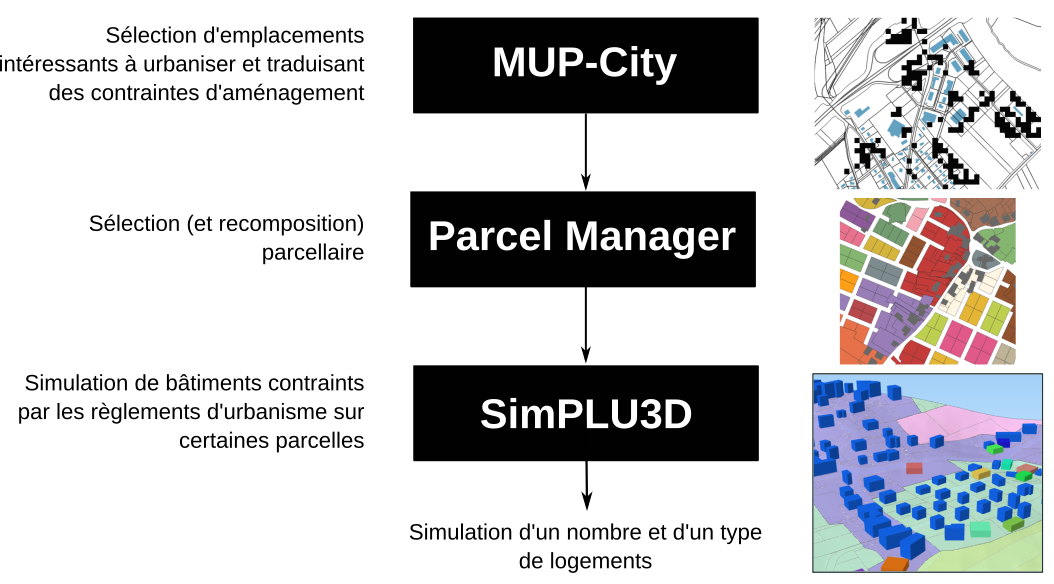 Sélection d'emplacements
intéressants à urbaniser et traduisant
des contraintes d'aménagement
MUP-City
Sélection (et recomposition)
parcellaire
Parcel Manager
Simulation de bâtiments contraints
par les règlements d'urbanisme sur
certaines parcelles
SimPLU3D
Simulation d'un nombre et d'un type
de logements